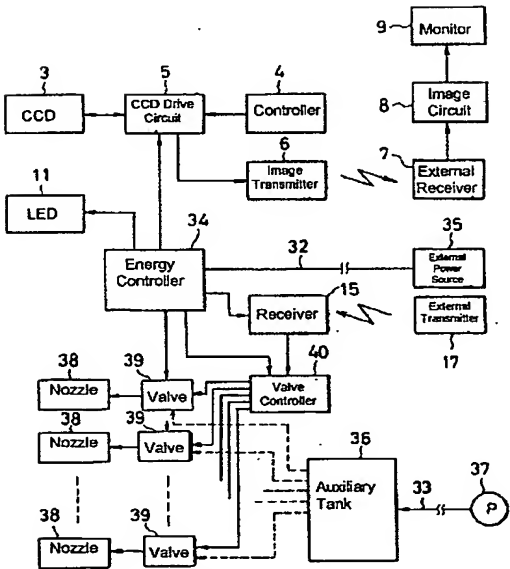 9
Monitor
3
5
4
CCD
CCD Drive
Circuit
Controller
8
Image
Circuit
6
Image
Transmitter
7
External
Receiver
11
LED
34
Energy
Controller
32
35
External
Power
Source
15
Receiver
External
Transmitter
17
40
Valve
Controller
38
Nozzle
39
Valve
38
Nozzle
39
Valve
36
Auxiliary
Tank
33
37
P
38
Nozzle
39
Valve